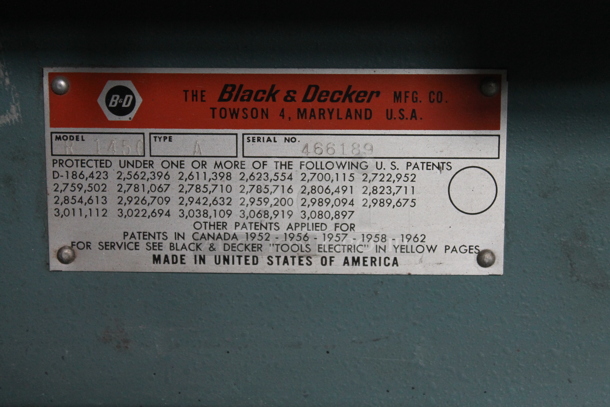 B&D
THE Black & Decker MFG. CO.
TOWSON 4, MARYLAND U.S.A.
MODEL TYPE A SERIAL NO. 466189
PROTECTED UNDER ONE OR MORE OF THE FOLLOWING U.S. PATENTS
D-186,423 2,562,396 2,611,398 2,623,554 2,700,115 2,722,952
2,759,502 2,781,067 2,785,710 2,785,716 2,806,491 2,823,711
2,854,613 2,926,709 2,942,632 2,959,200 2,989,094 2,989,675
3,011,112 3,022,694 3,038,109 3,068,919 3,080,897
OTHER PATENTS APPLIED FOR
PATENTS IN CANADA 1952 - 1956 - 1957 - 1958 - 1962
FOR SERVICE SEE BLACK & DECKER "TOOLS ELECTRIC" IN YELLOW PAGES
MADE IN UNITED STATES OF AMERICA